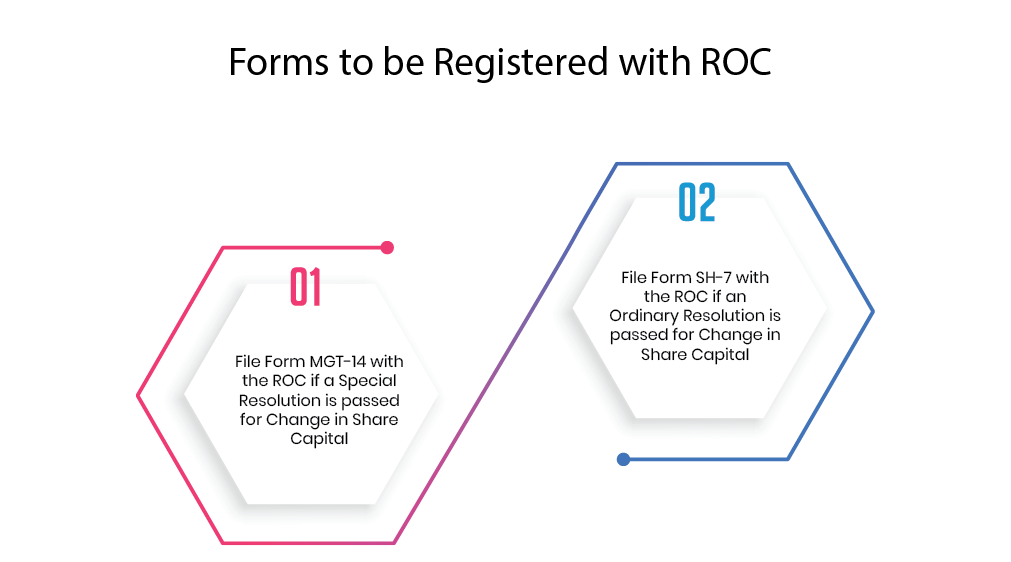 Forms to be Registered with ROC
01
File Form MGT-14 with
the ROC if a Special
Resolution is passed
for Change in Share
Capital
02
File Form SH-7 with
the ROC if an
Ordinary Resolution is
passed for Change in
Share Capital